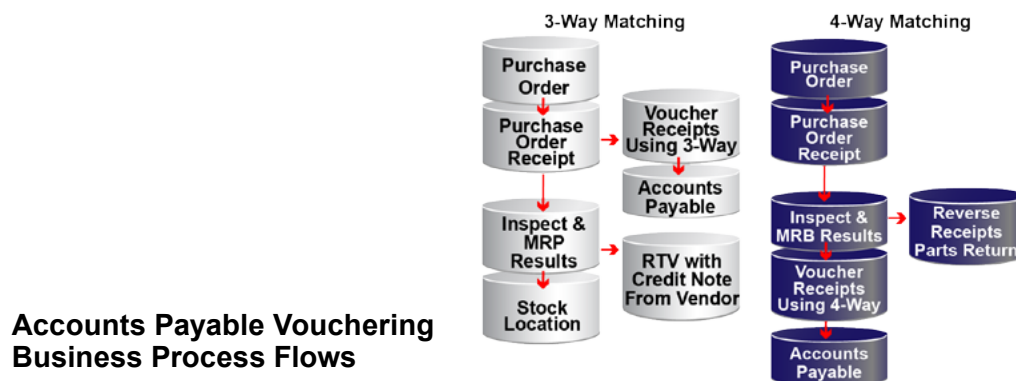 3-Way Matching
Purchase
Order
Purchase
Order
Receipt
Voucher
Receipts
Using 3-Way
Accounts
Payable
Inspect &
MRP
Results
RTV with
Credit Note
From Vendor
Stock
Location
4-Way Matching
Purchase
Order
Purchase
Order
Receipt
Inspect &
MRB Results
Reverse
Receipts
Parts Return
Voucher
Receipts
Using 4-Way
Accounts
Payable
Accounts Payable Vouchering
Business Process Flows